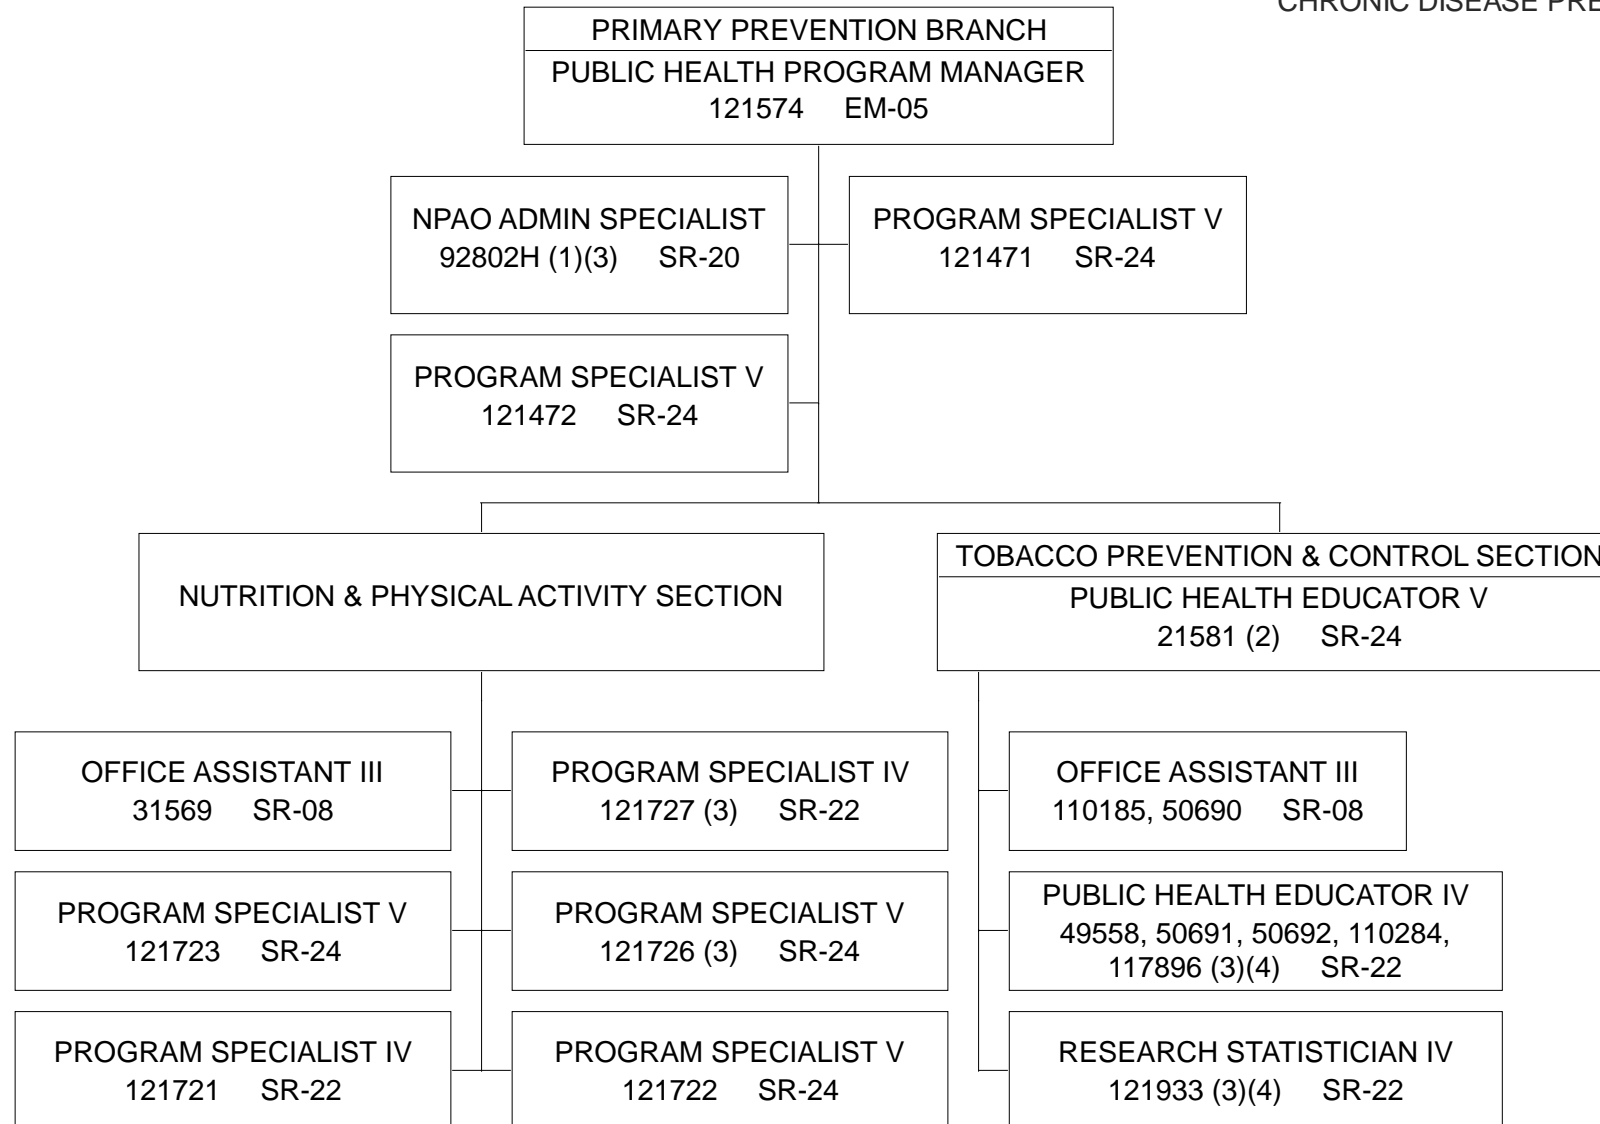 CHRONIC DISEASE PRE
PRIMARY PREVENTION BRANCH
PUBLIC HEALTH PROGRAM MANAGER
121574 EM-05
NPAO ADMIN SPECIALIST
92802H (1)(3) SR-20
PROGRAM SPECIALIST V
121471 SR-24
PROGRAM SPECIALIST V
121472 SR-24
NUTRITION & PHYSICAL ACTIVITY SECTION
TOBACCO PREVENTION & CONTROL SECTION
PUBLIC HEALTH EDUCATOR V
21581 (2) SR-24
OFFICE ASSISTANT III
31569 SR-08
PROGRAM SPECIALIST IV
121727 (3) SR-22
OFFICE ASSISTANT III
110185, 50690 SR-08
PROGRAM SPECIALIST V
121723 SR-24
PROGRAM SPECIALIST V
121726 (3) SR-24
PUBLIC HEALTH EDUCATOR IV
49558, 50691, 50692, 110284,
117896 (3)(4) SR-22
PROGRAM SPECIALIST IV
121721 SR-22
PROGRAM SPECIALIST V
121722 SR-24
RESEARCH STATISTICIAN IV
121933 (3)(4) SR-22